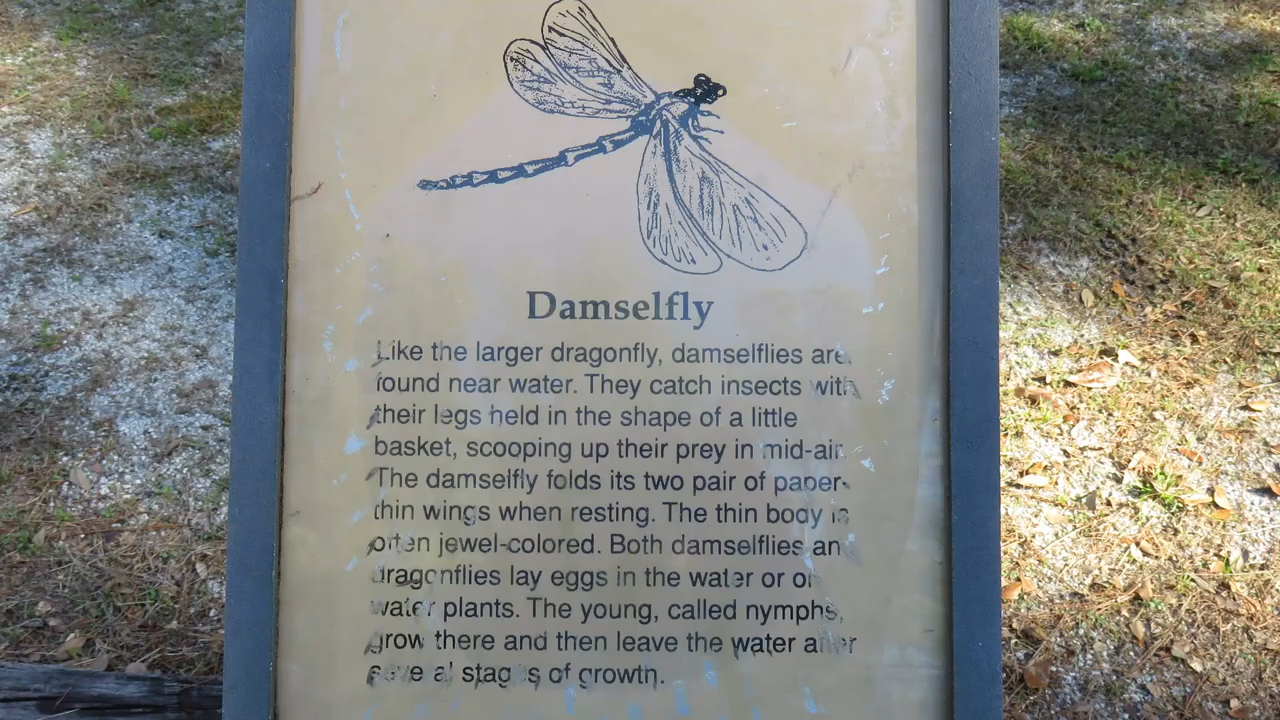 Damselfly
Like the larger dragonfly, damselflies are
found near water. They catch insects with
their legs held in the shape of a little
basket, scooping up their prey in mid-air.
The damselfly folds its two pair of paper-
thin wings when resting. The thin body is
often jewel-colored. Both damselflies and
dragonflies lay eggs in the water or on
water plants. The young, called nymphs,
grow there and then leave the water after
several stages of growth.